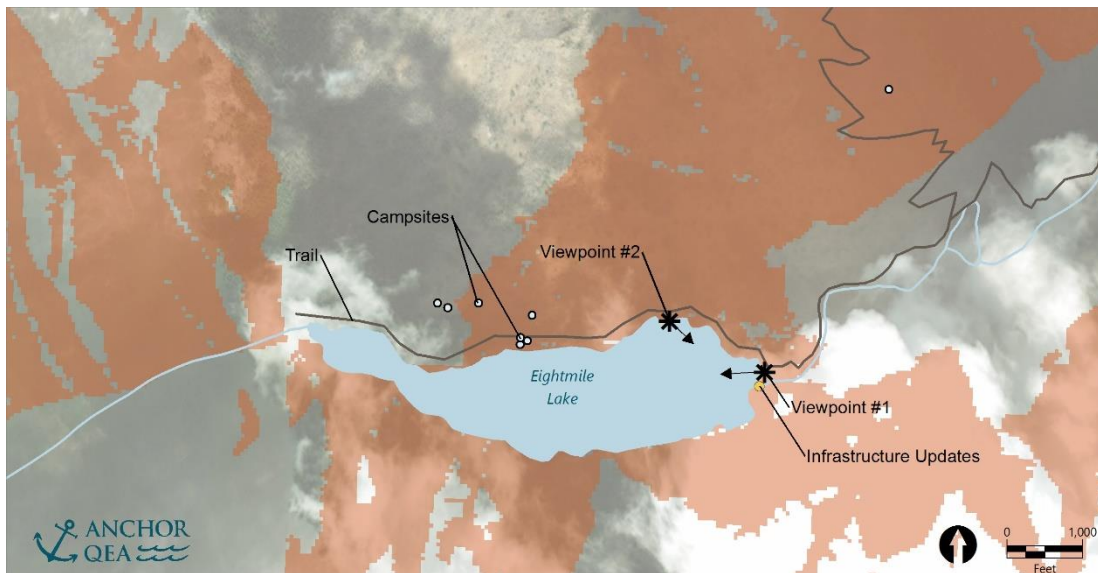 Campsites
Trail
Viewpoint #2
Eightmile
Lake
Viewpoint #1
Infrastructure Updates
ANCHOR
QEA
0 1,000
Feet